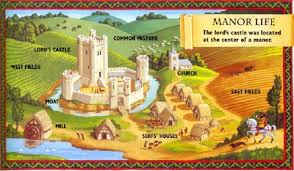 MANOR LIFE
The lord's castle was located
at the center of a manor.
COMMON PASTURE
LORD'S CASTLE
WEST FIELDS
CHURCH
EAST FIELDS
MOAT
MILL
SERFS' HOUSES